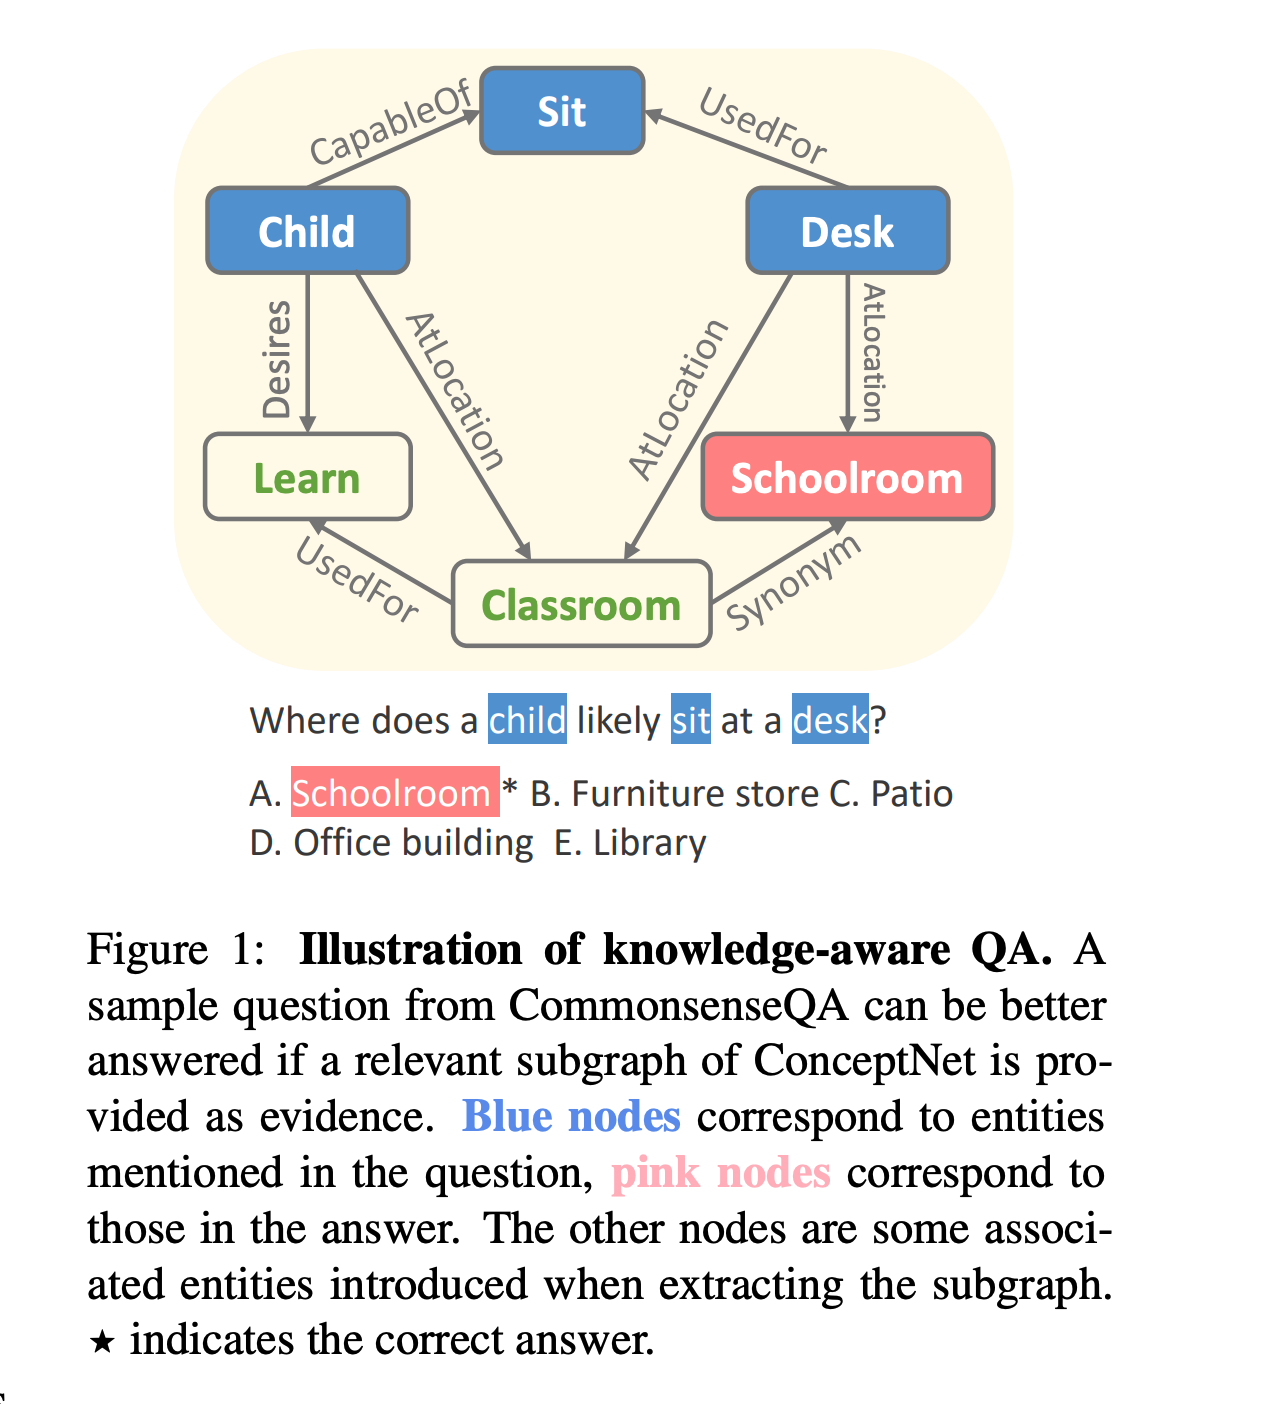 CapableOf
Sit
UsedFor
Child
Desk
Desires
AtLocation
AtLocation
AtLocation
Learn
Schoolroom
UsedFor
Classroom
Synonym
Where does a child likely sit at a desk?
A. Schoolroom * B. Furniture store C. Patio
D. Office building E. Library
Figure 1: Illustration of knowledge-aware QA. A
sample question from CommonsenseQA can be better
answered if a relevant subgraph of ConceptNet is pro-
vided as evidence. Blue nodes correspond to entities
mentioned in the question, pink nodes correspond to
those in the answer. The other nodes are some associ-
ated entities introduced when extracting the subgraph.
★ indicates the correct answer.